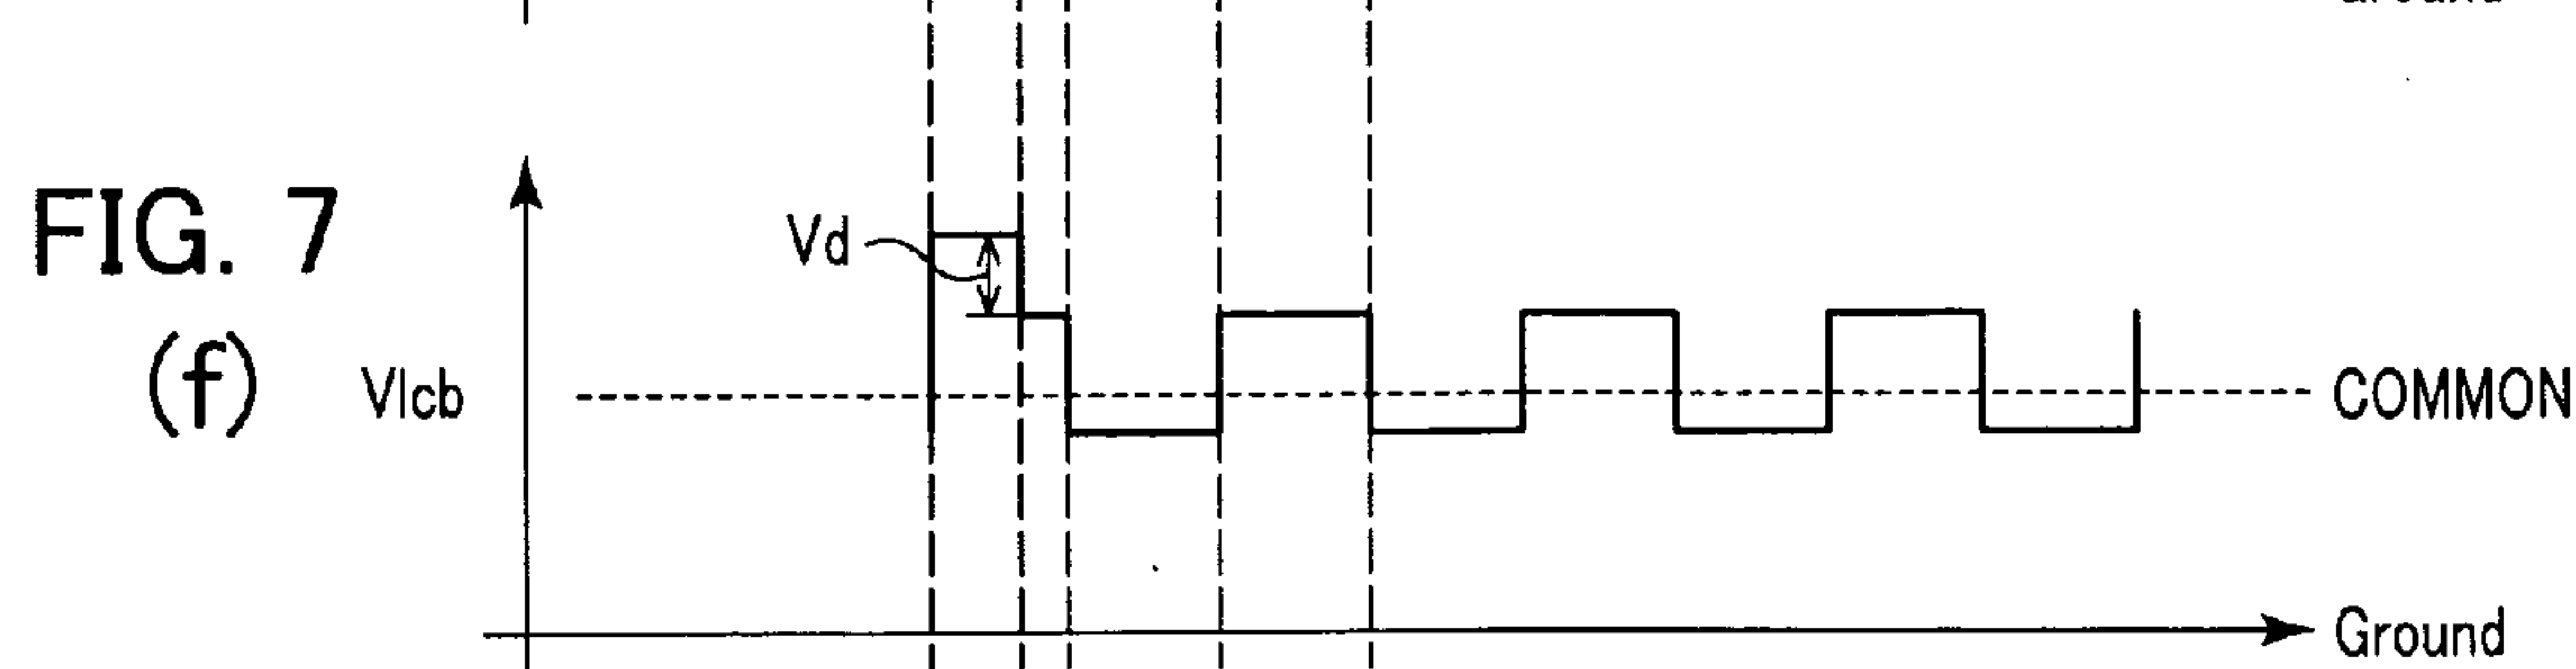 FIG. 7
(f)
Vd
Vlcb
COMMON
Ground